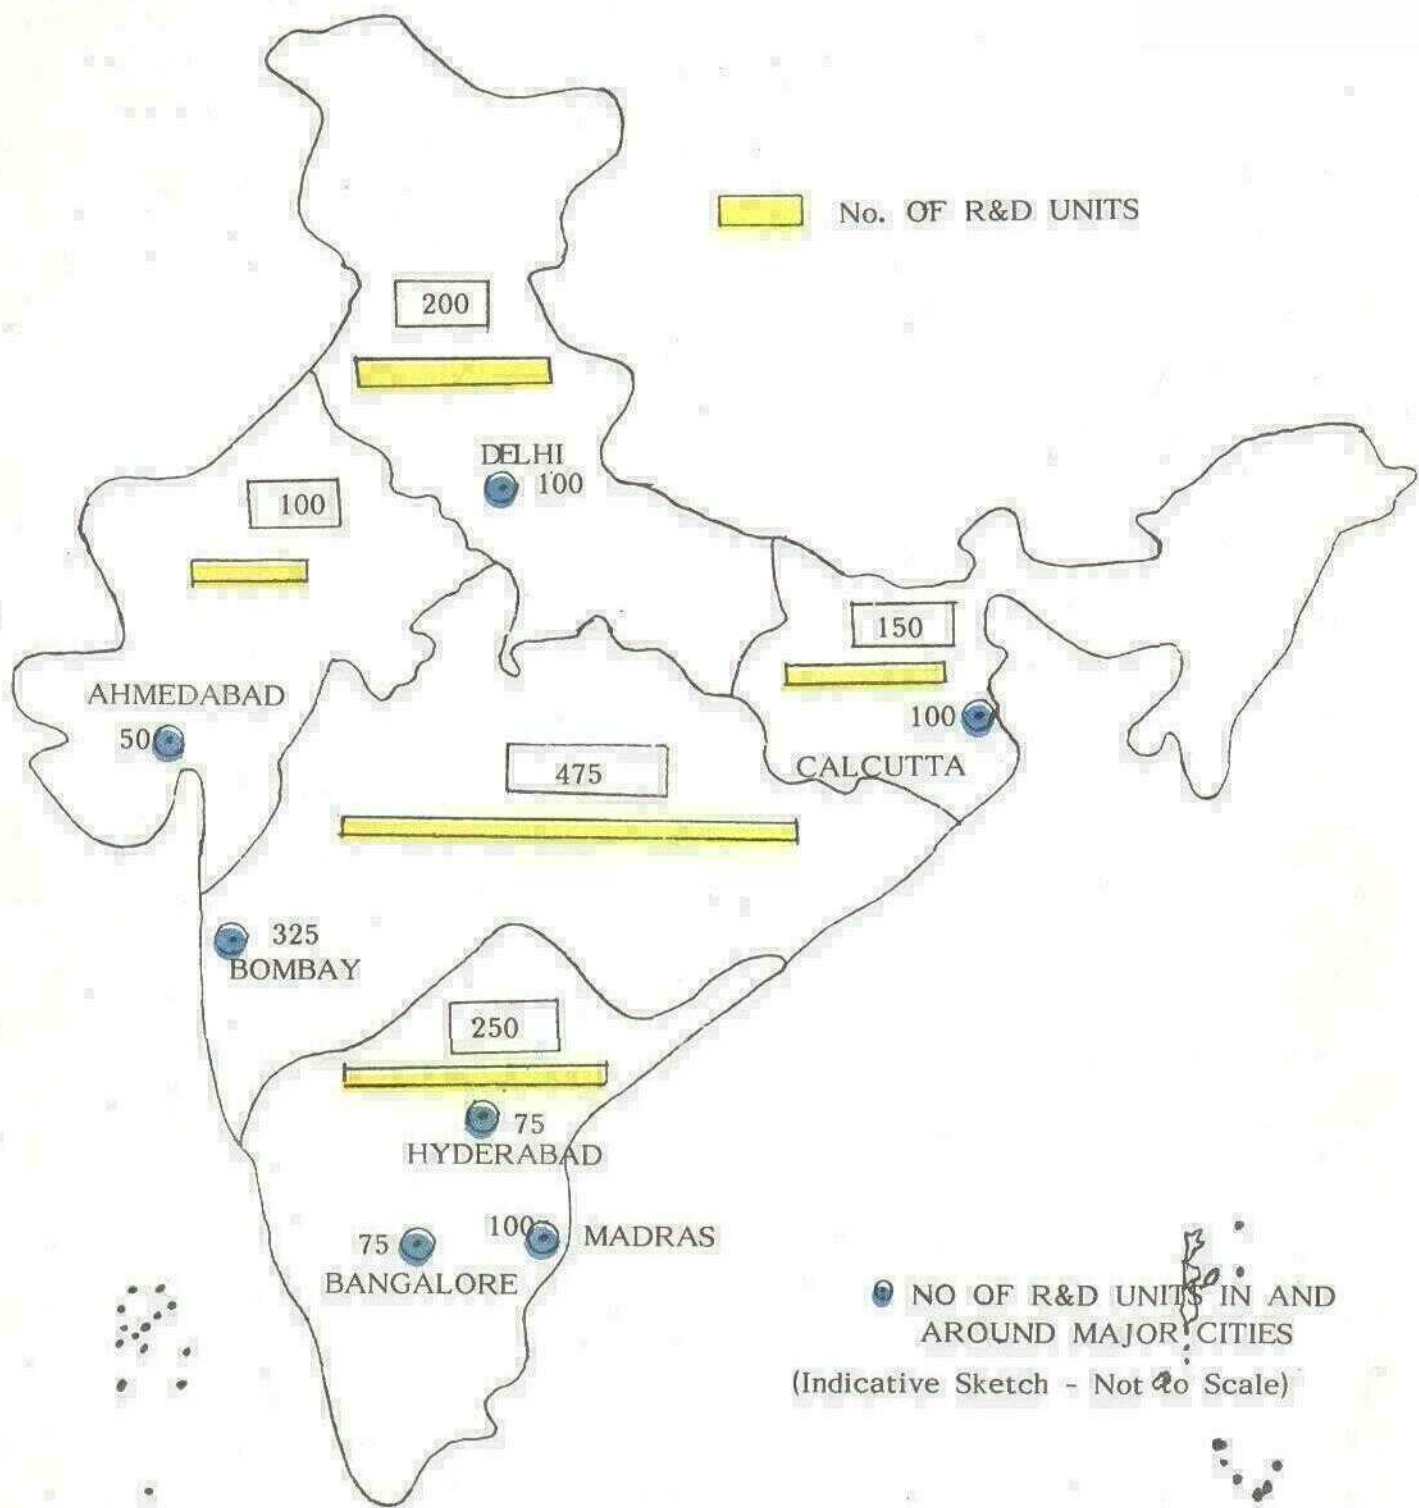 No. OF R&D UNITS
200
DELHI
100
100
150
AHMEDABAD
50
100
475
CALCUTTA
325
BOMBAY
250
75
HYDERABAD
100
MADRAS
75
BANGALORE
NO OF R&D UNITS IN AND
AROUND MAJOR CITIES
(Indicative Sketch - Not to Scale)